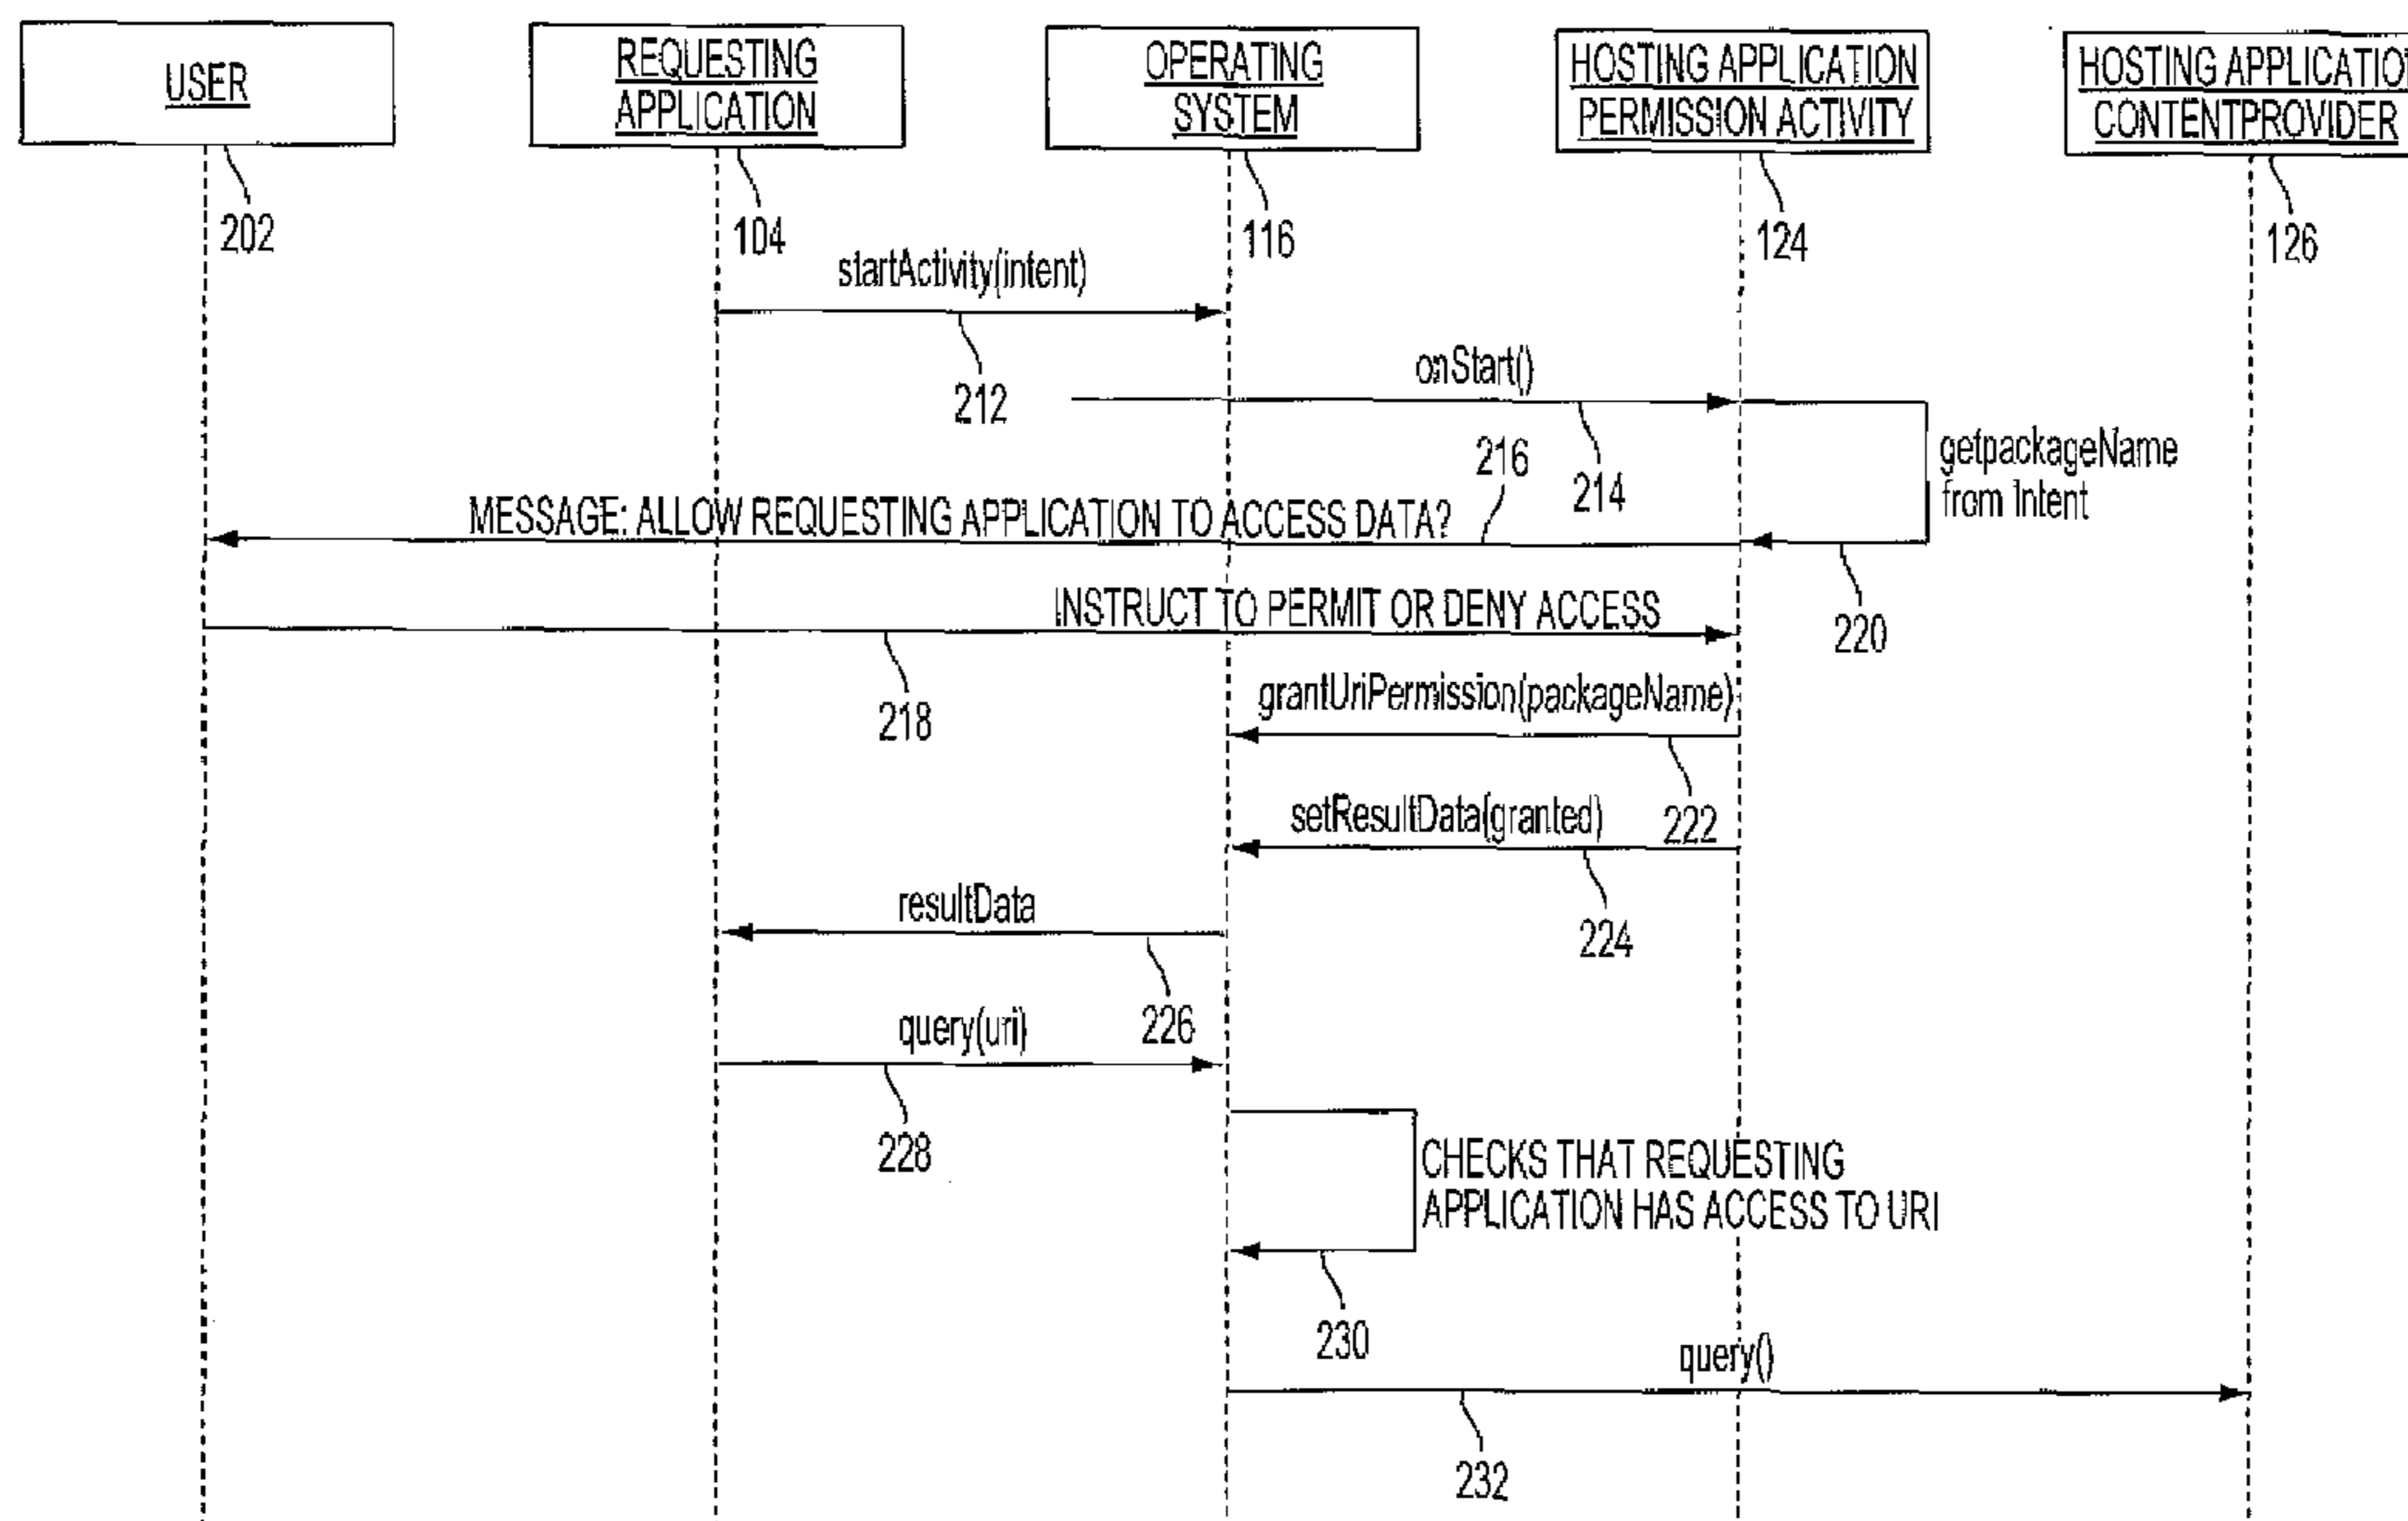 USER
REQUESTING
APPLICATION
OPERATING
SYSTEM
HOSTING APPLICATION
PERMISSION ACTIVITY
HOSTING APPLICATIO
CONTENTPROVIDER
202
104
116
124
126
startActivity(intent)
212
onStart()
214
getpackageName
from Intent
216
MESSAGE: ALLOW REQUESTING APPLICATION TO ACCESS DATA?
220
INSTRUCT TO PERMIT OR DENY ACCESS
218
grantUriPermission(packageName)
222
setResultData(granted)
224
resultData
226
query(uri)
228
CHECKS THAT REQUESTING
APPLICATION HAS ACCESS TO URI
230
query()
232